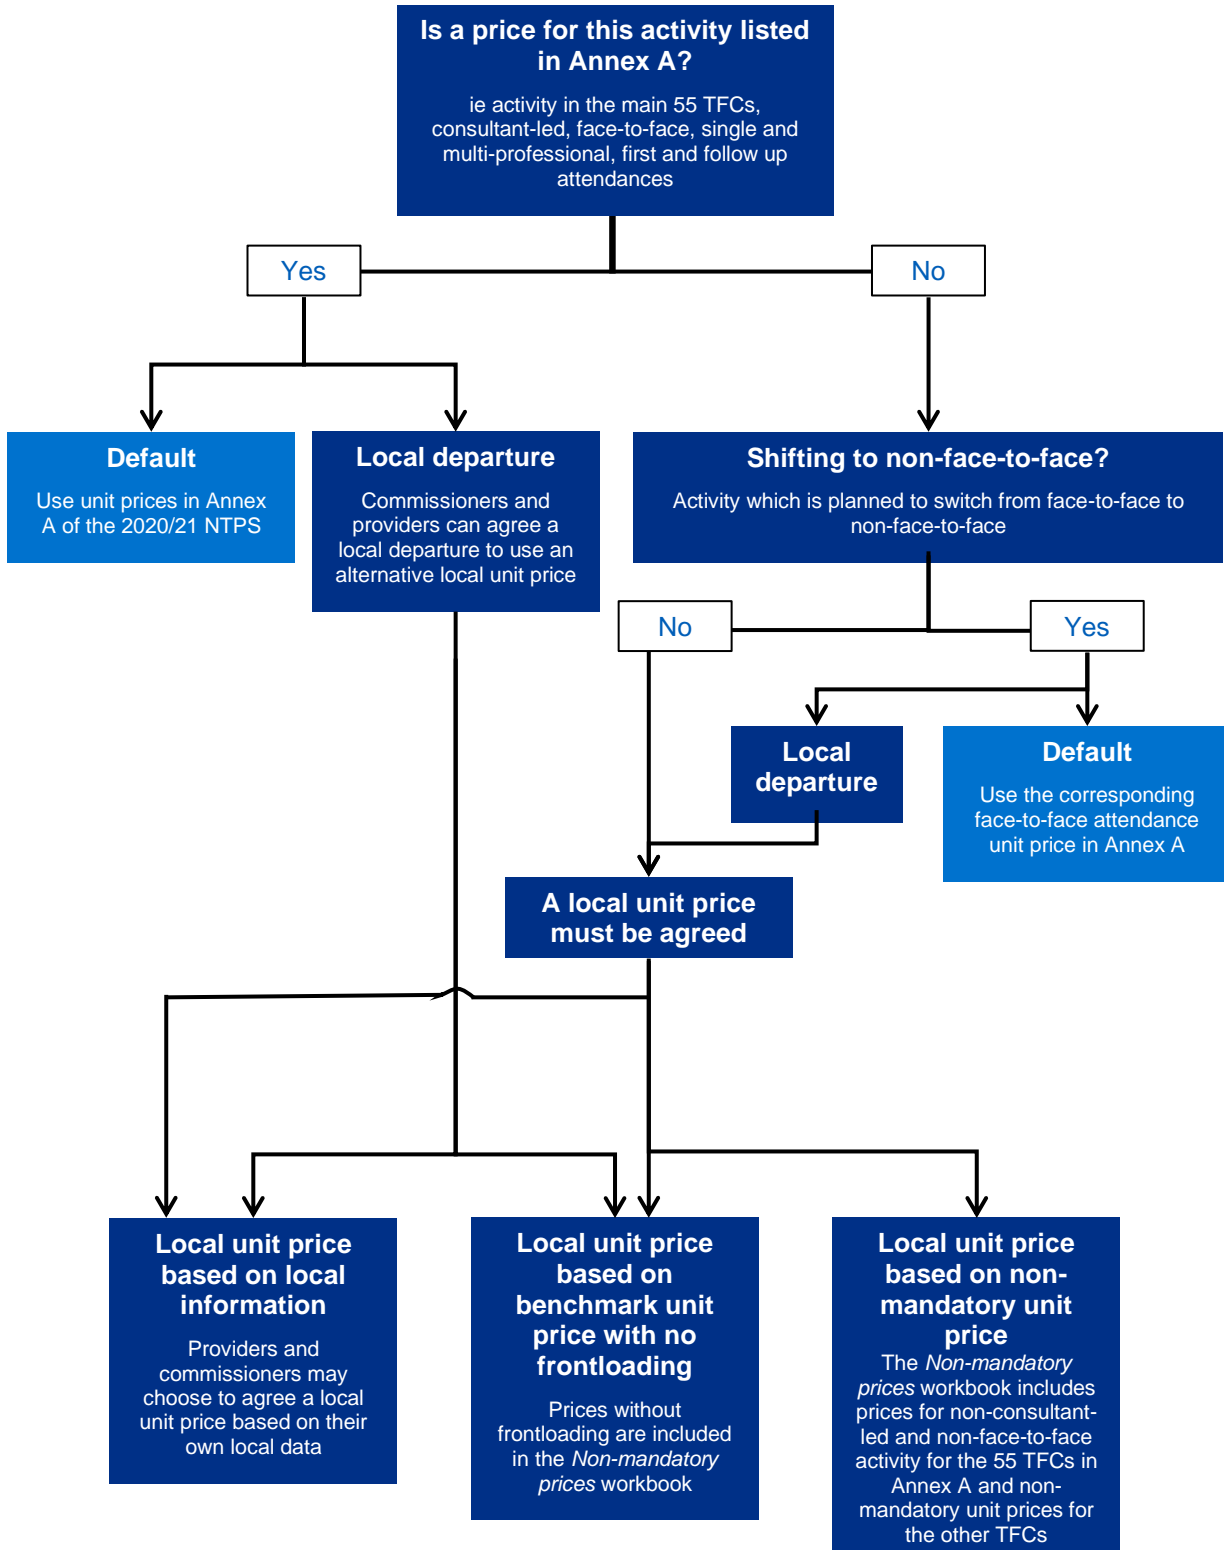 Is a price for this activity listed
in Annex A?
ie activity in the main 55 TFCs,
consultant-led, face-to-face, single and
multi-professional, first and follow up
attendances
Yes
No
Default
Use unit prices in Annex
A of the 2020/21 NTPS
Local departure
Commissioners and
providers can agree a
local departure to use an
alternative local unit price
Shifting to non-face-to-face?
Activity which is planned to switch from face-to-face to
non-face-to-face
No
Yes
Local
departure
Default
Use the corresponding
face-to-face attendance
unit price in Annex A
A local unit price
must be agreed
Local unit price
based on local
information
Providers and
commissioners may
choose to agree a local
unit price based on their
own local data
Local unit price
based on
benchmark unit
price with no
frontloading
Prices without
frontloading are included
in the Non-mandatory
prices workbook
Local unit price
based on non-
mandatory unit
price
The Non-mandatory
prices workbook includes
prices for non-consultant-
led and non-face-to-face
activity for the 55 TFCs in
Annex A and non-
mandatory unit prices for
the other TFCs